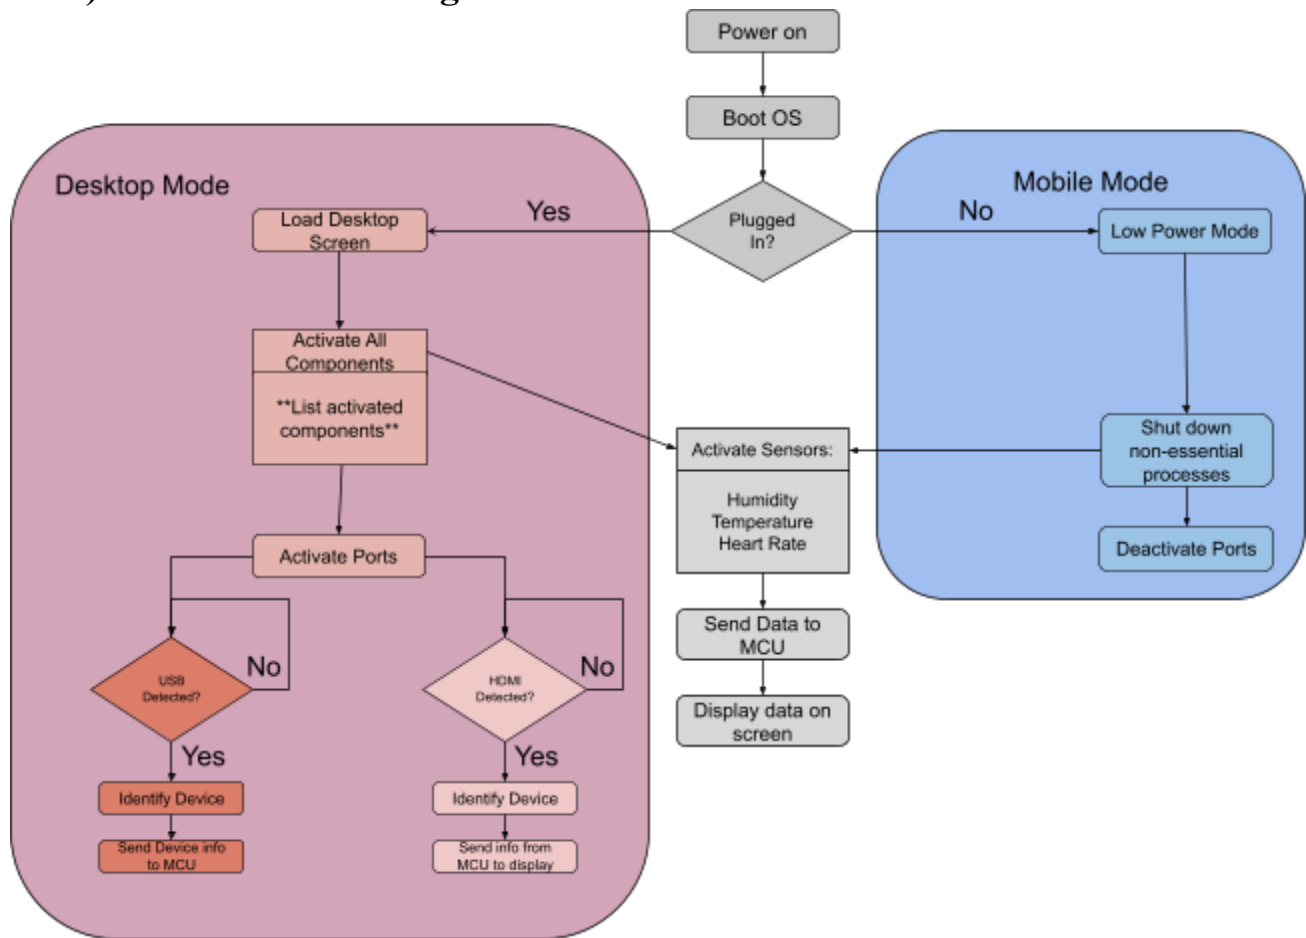 Power on
Boot OS
Desktop Mode
Mobile Mode
Yes
No
Load Desktop
Screen
Plugged
In?
Low Power Mode
Activate All
Components
**List activated
components**
Activate Sensors:
Humidity
Temperature
Heart Rate
Shut down
non-essential
processes
Activate Ports
Deactivate Ports
Send Data to
MCU
USB
Detected?
No
HDMI
Detected?
No
Display data on
screen
Yes
Yes
Identify Device
Identify Device
Send Device info
to MCU
Send info from
MCU to display